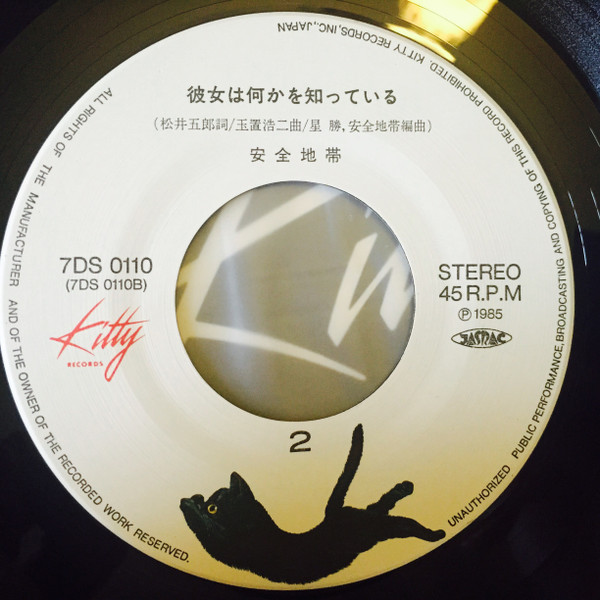 彼女は何かを知っている
(松井五郎詞/玉置浩二曲/星 勝,安全地帯編曲)
安全地帯
7DS 0110
(7DS 0110B)
Kitty
RECORDS
STEREO
45 R.P.M
Ⓟ 1985
JASRAC
2
ALL RIGHTS OF THE MANUFACTURER AND OF THE OWNER OF THE RECORDED WORK RESERVED.
UNAUTHORIZED PUBLIC PERFORMANCE, BROADCASTING AND COPYING OF THIS RECORD PROHIBITED. KITTY RECORDS, INC., JAPAN